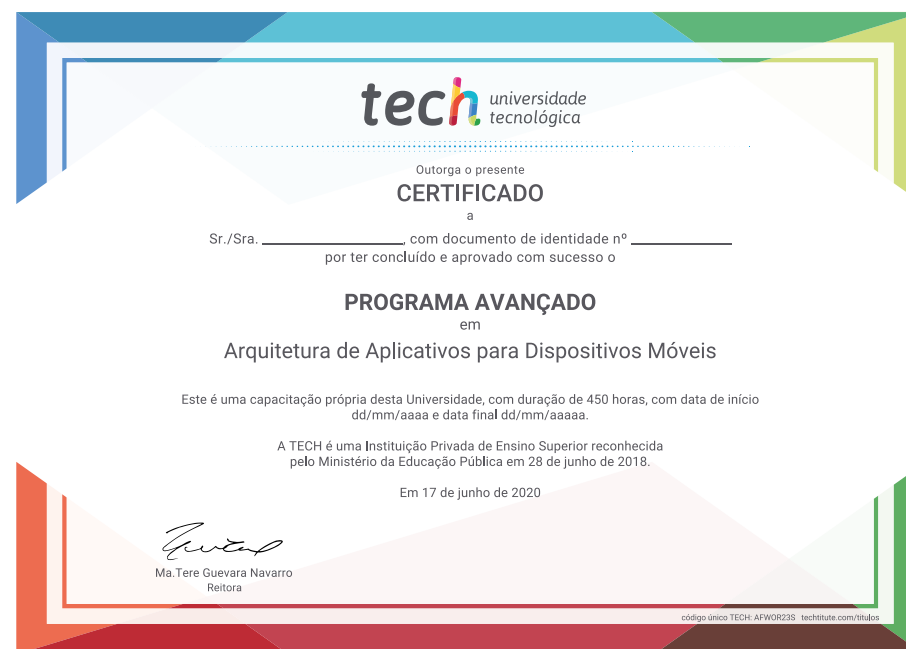 tech universidade
tecnológica
Outorga o presente
CERTIFICADO
a
Sr./Sra. ________________, com documento de identidade nº ____________
por ter concluído e aprovado com sucesso o
PROGRAMA AVANÇADO
em
Arquitetura de Aplicativos para Dispositivos Móveis
Este é uma capacitação própria desta Universidade, com duração de 450 horas, com data de início
dd/mm/aaaa e data final dd/mm/aaaaa.
A TECH é uma Instituição Privada de Ensino Superior reconhecida
pelo Ministério da Educação Pública em 28 de junho de 2018.
Em 17 de junho de 2020
Ma.Tere Guevara Navarro
Reitora
código único TECH: AFWOR23S techtitute.com/titulos